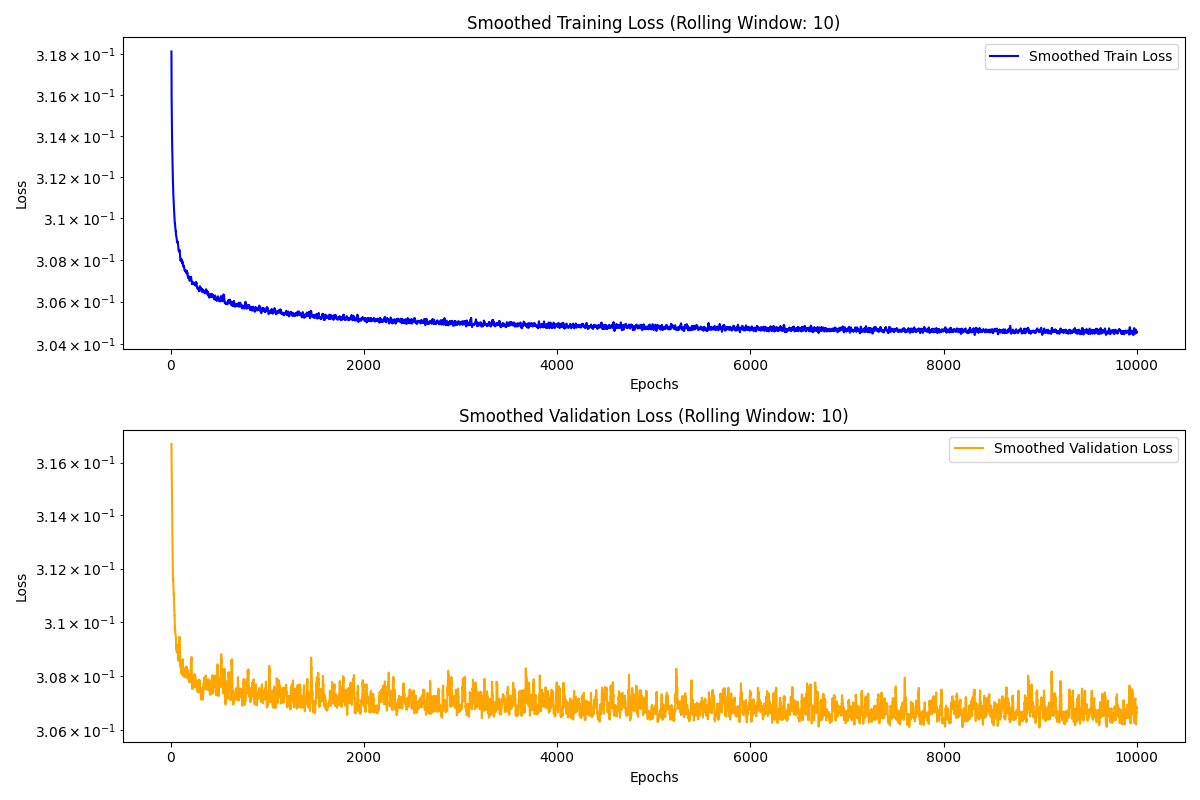 Smoothed Training Loss (Rolling Window: 10)
3.18 × 10⁻¹
3.16 × 10⁻¹
3.14 × 10⁻¹
3.12 × 10⁻¹
3.1 × 10⁻¹
3.08 × 10⁻¹
3.06 × 10⁻¹
3.04 × 10⁻¹
Loss
Smoothed Train Loss
0 2000 4000 6000 8000 10000
Epochs
Smoothed Validation Loss (Rolling Window: 10)
3.16 × 10⁻¹
3.14 × 10⁻¹
3.12 × 10⁻¹
3.1 × 10⁻¹
3.08 × 10⁻¹
3.06 × 10⁻¹
Loss
Smoothed Validation Loss
0 2000 4000 6000 8000 10000
Epochs